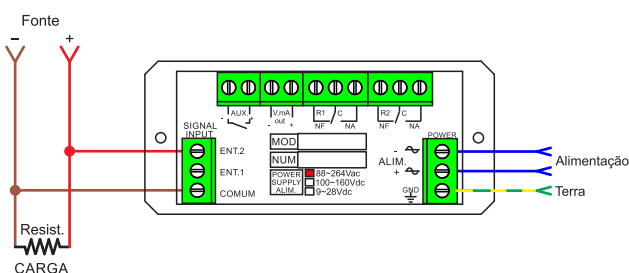 Fonte
- +
AUX. V.mA R1 C R2 C
- + out
- + NF NA NF NA
SIGNAL
INPUT
POWER
ENT.2
ENT.1
COMUM
MOD
NUM
POWER
SUPPLY
ALIM.
88~264Vac
100~160Vdc
9~28Vdc
-
ALIM.
+
GND
Alimentação
Terra
Resist.
CARGA